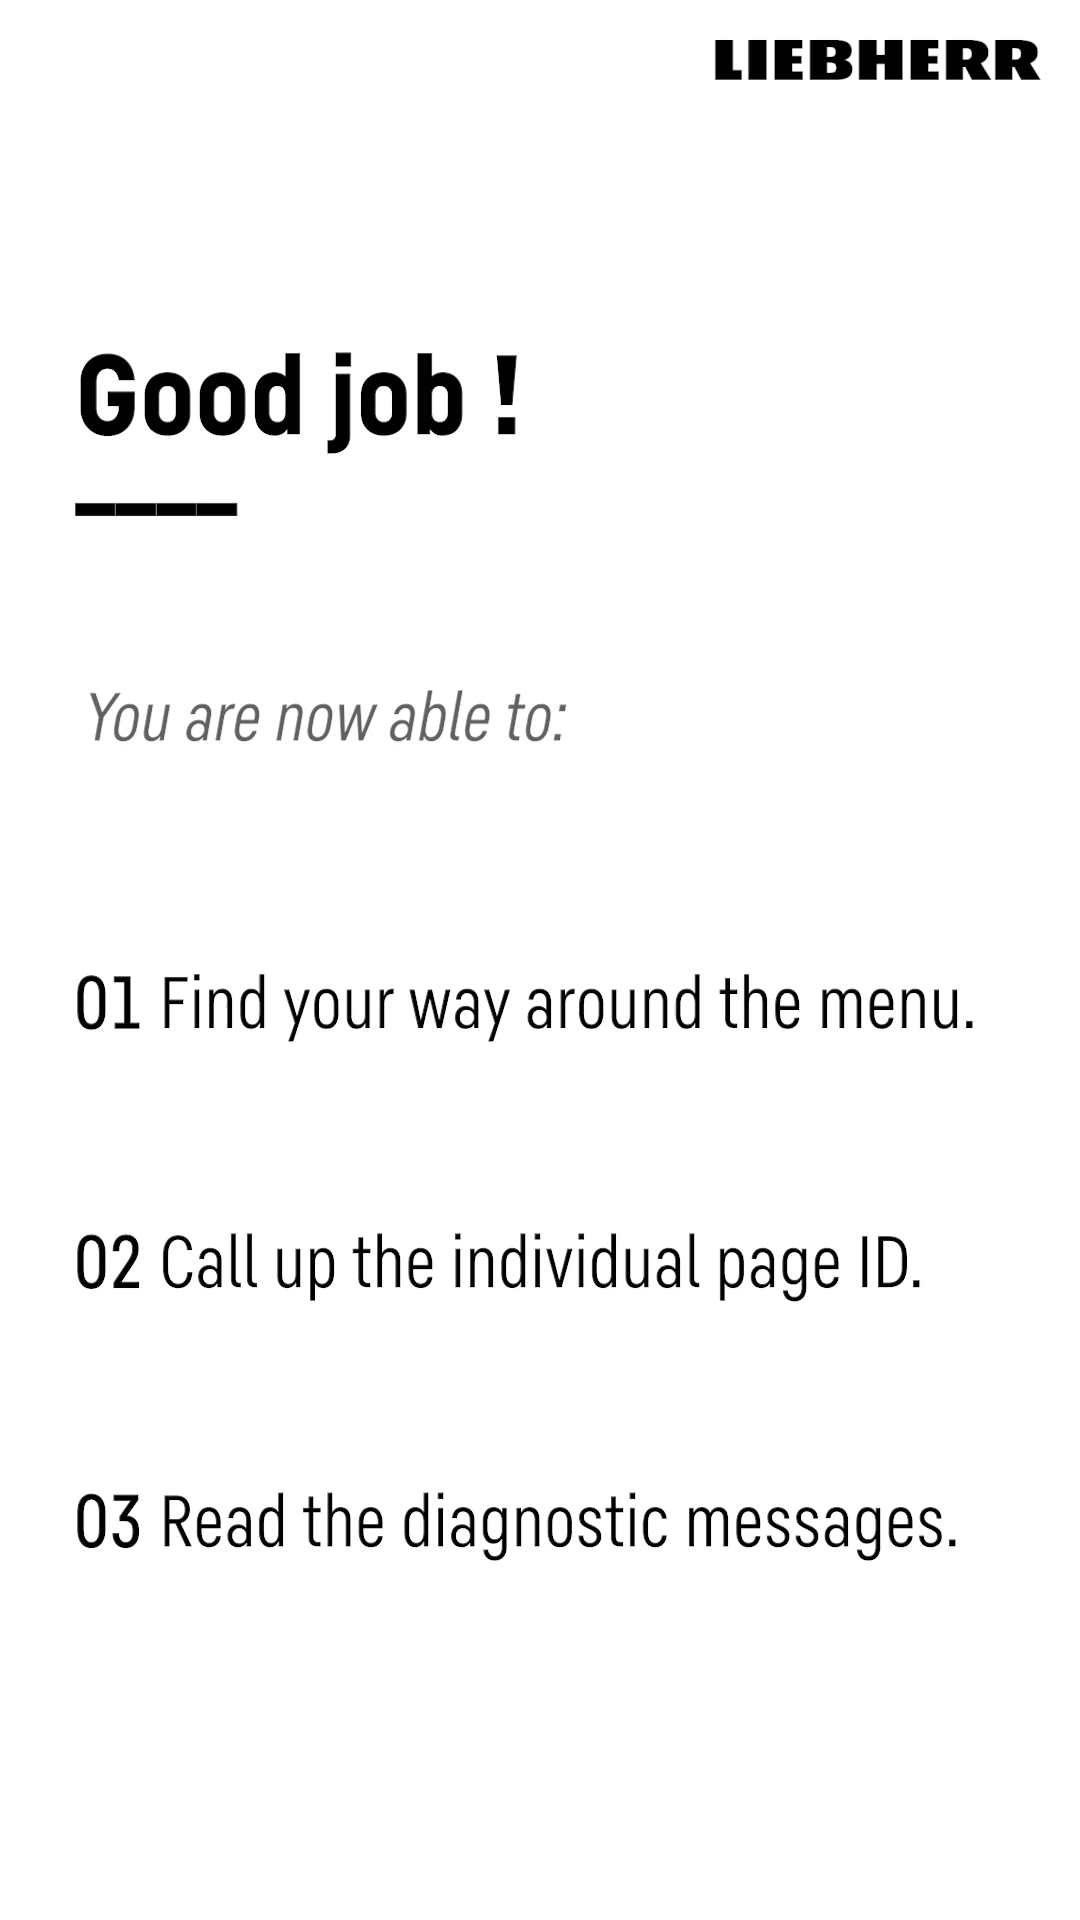 LIEBHERR
Good job !
You are now able to:
01 Find your way around the menu.
02 Call up the individual page ID.
03 Read the diagnostic messages.